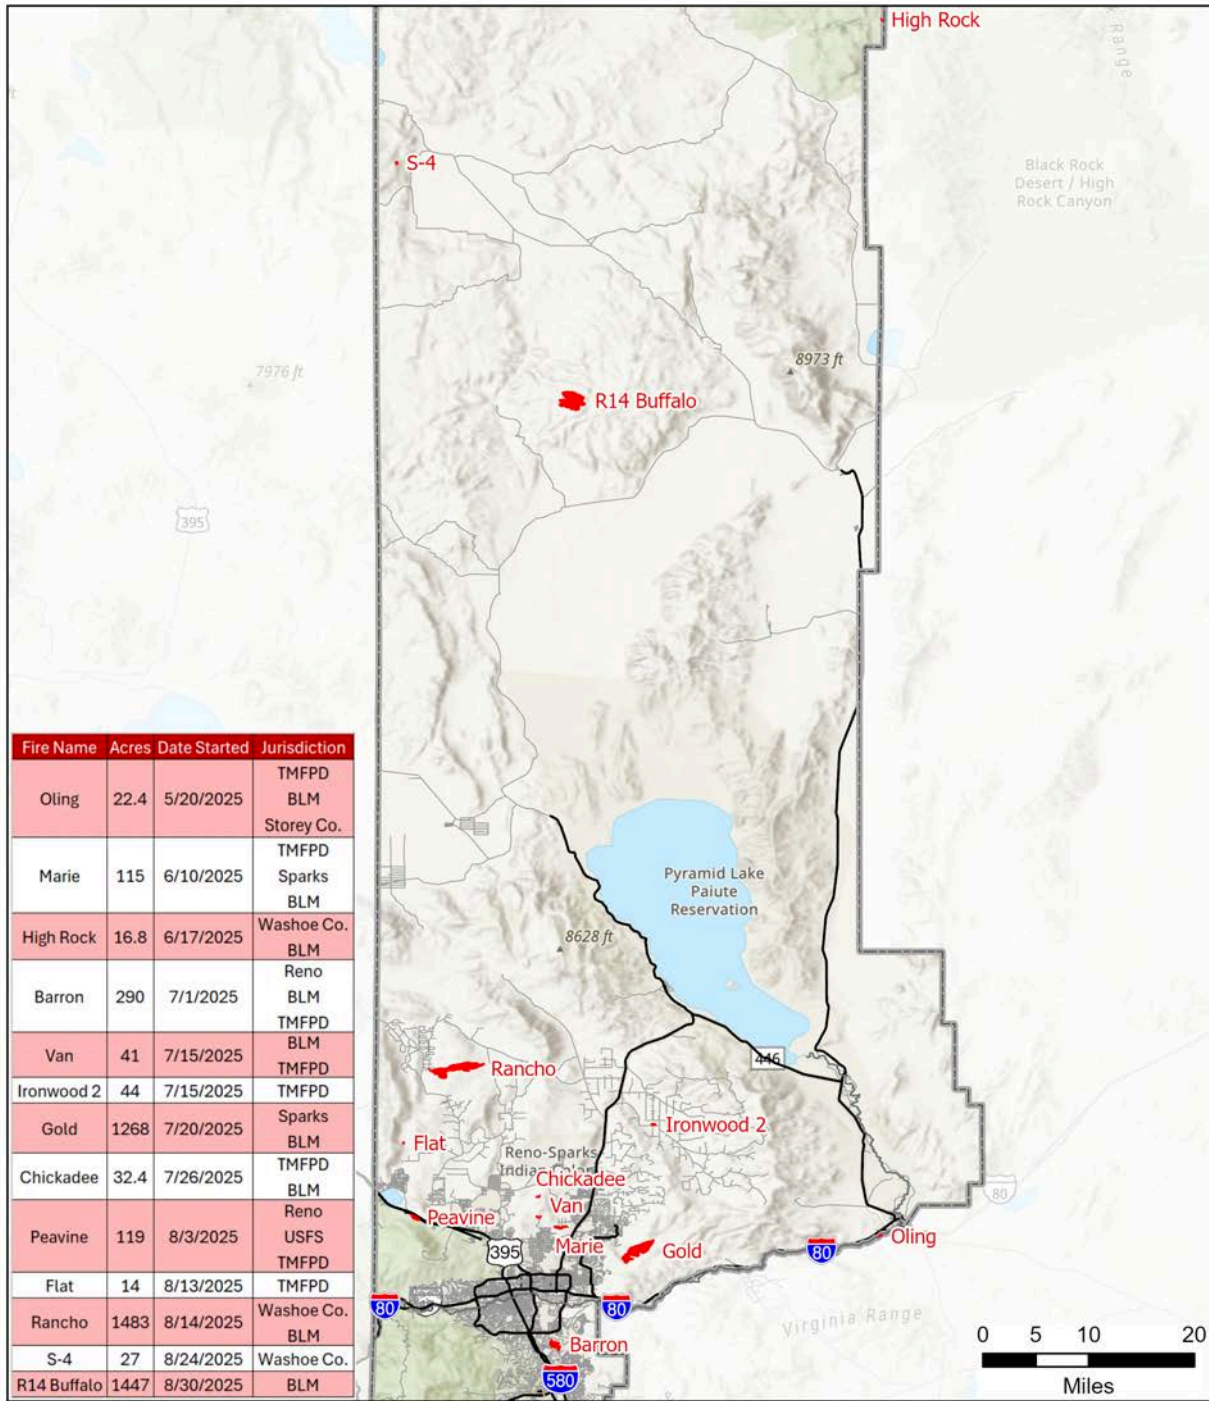 High Rock
k Range
S-4
Black Rock
Desert / High
Rock Canyon
7976 ft
8973 ft
R14 Buffalo
395
Fire Name Acres Date Started Jurisdiction
Oling 22.4 5/20/2025 TMFPD
BLM
Storey Co.
Marie 115 6/10/2025 TMFPD
Sparks
BLM
High Rock 16.8 6/17/2025 Washoe Co.
BLM
Barron 290 7/1/2025 Reno
BLM
TMFPD
Van 41 7/15/2025 BLM
TMFPD
Ironwood 2 44 7/15/2025 TMFPD
Gold 1268 7/20/2025 Sparks
BLM
Chickadee 32.4 7/26/2025 TMFPD
BLM
Peavine 119 8/3/2025 Reno
USFS
TMFPD
Flat 14 8/13/2025 TMFPD
Rancho 1483 8/14/2025 Washoe Co.
BLM
S-4 27 8/24/2025 Washoe Co.
R14 Buffalo 1447 8/30/2025 BLM
Pyramid Lake
Paiute
Reservation
8628 ft
446
Rancho
Ironwood 2
Flat
Reno-Sparks
Indian Colony
Chickadee
80
Van
Peavine
Marie
Oling
395
Gold
80
80
80
Virginia Range
Barron
580
0 5 10 20
Miles